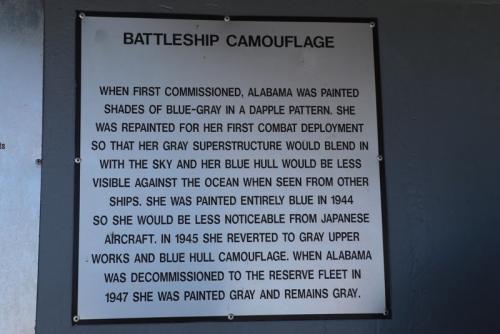 BATTLESHIP CAMOUFLAGE
WHEN FIRST COMMISSIONED, ALABAMA WAS PAINTED
SHADES OF BLUE-GRAY IN A DAPPLE PATTERN. SHE
WAS REPAINTED FOR HER FIRST COMBAT DEPLOYMENT
SO THAT HER GRAY SUPERSTRUCTURE WOULD BLEND IN
WITH THE SKY AND HER BLUE HULL WOULD BE LESS
VISIBLE AGAINST THE OCEAN WHEN SEEN FROM OTHER
SHIPS. SHE WAS PAINTED ENTIRELY BLUE IN 1944
SO SHE WOULD BE LESS NOTICEABLE FROM JAPANESE
AIRCRAFT. IN 1945 SHE REVERTED TO GRAY UPPER
WORKS AND BLUE HULL CAMOUFLAGE. WHEN ALABAMA
WAS DECOMMISSIONED TO THE RESERVE FLEET IN
1947 SHE WAS PAINTED GRAY AND REMAINS GRAY.